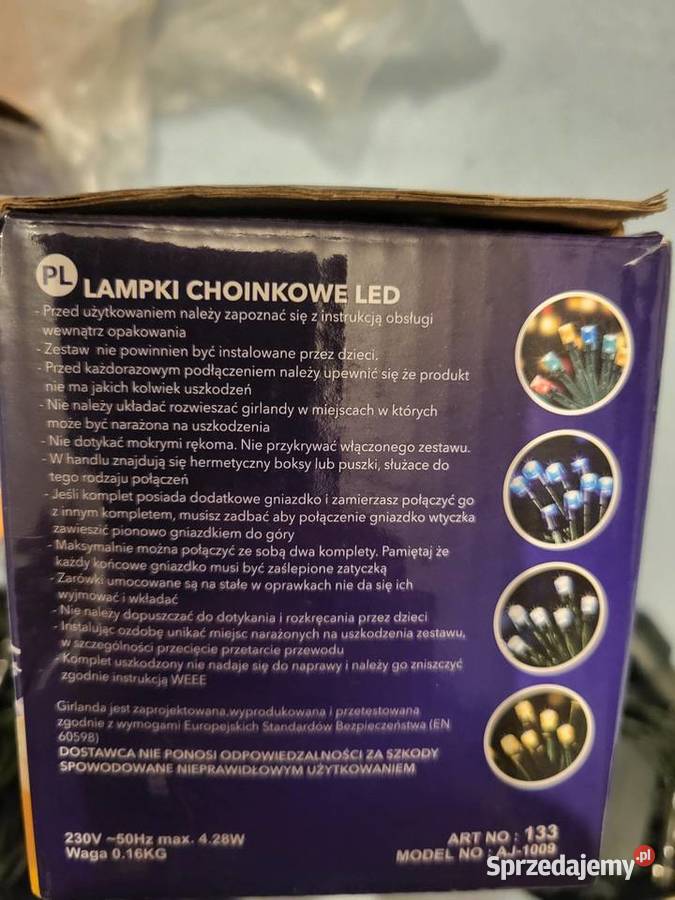 PL LAMPKI CHOINKOWE LED
- Przed użytkowaniem należy zapoznać się z instrukcją obsługi
wewnątrz opakowania
- Zestaw nie powinnien być instalowane przez dzieci.
- Przed każdorazowym podłączeniem należy upewnić się że produkt
nie ma jakich kolwiek uszkodzeń
- Nie należy układać rozwieszać girlandy w miejscach w których
może być narażona na uszkodzenia
- Nie dotykać mokrymi rękoma. Nie przykrywać włączonego zestawu.
- W handlu znajdują się hermetyczny boksy lub puszki, służace do
tego rodzaju połączeń
- Jeśli komplet posiada dodatkowe gniazdko i zamierzasz połączyć go
z innym kompletem, musisz zadbać aby połączenie gniazdko wtyczka
zawieszić pionowo gniazdkiem do góry
- Maksymalnie można połączyć ze sobą dwa komplety. Pamiętaj że
każdy końcowe gniazdko musi być zaślepione zatyczką
- Żarówki umocowane są na stałe w oprawkach nie da się ich
wyjmować i wkładać
- Nie należy dopuszczać do dotykania i rozkręcania przez dzieci
- Instalując ozdobę unikać miejsc narażonych na uszkodzenia zestawu,
w szczególności przecięcie przetarcie przewodu
- Komplet uszkodzony nie nadaje się do naprawy i należy go zniszczyć
zgodnie instrukcją WEEE
Girlanda jest zaprojektowana,wyprodukowana i przetestowana
zgodnie z wymogami Europejskich Standardów Bezpieczeństwa (EN
60598)
DOSTAWCA NIE PONOSI ODPOWIEDZALNOŚCI ZA SZKODY
SPOWODOWANE NIEPRAWIDŁOWYM UŻYTKOWANIEM
230V ~50Hz max. 4.28W
Waga 0.16KG
ART NO : 133
MODEL NO : AJ-1009
Sprzedajemy.pl